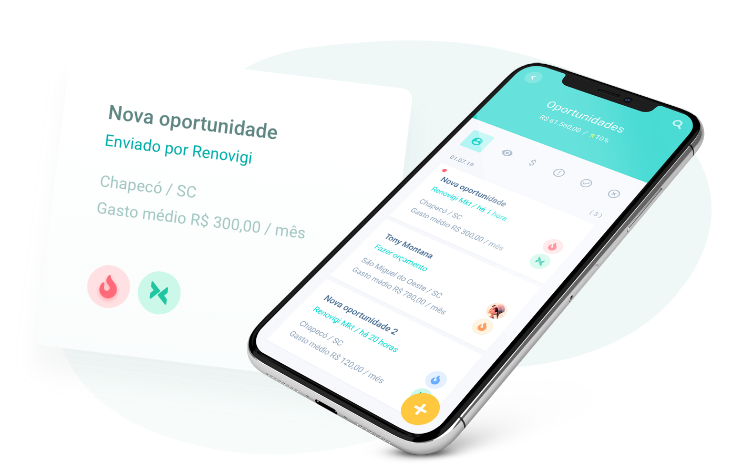 Nova oportunidade
Enviado por Renovigi
Chapecó / SC
Gasto médio R$ 300,00 / mês
Oportunidades
R$ 61.560,00 / 10%
01.07.19
( 3 )
Nova oportunidade
Renovigi Mkt / há 1 hora
Chapecó / SC
Gasto médio R$ 300,00 / mês
Tony Montana
Fazer orçamento
São Miguel do Oeste / SC
Gasto médio R$ 780,00 / mês
Nova oportunidade 2
Renovigi Mkt / há 20 horas
Chapecó / SC
Gasto médio R$ 120,00 / mês